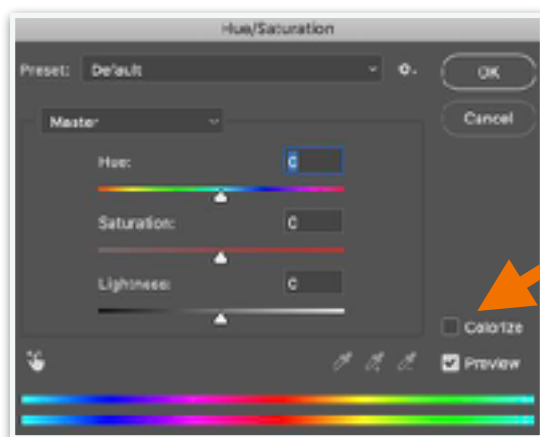 Hue/Saturation
Preset: Default
OK
Master
Cancel
Hue: 0
Saturation: 0
Lightness: 0
Colorize
Preview